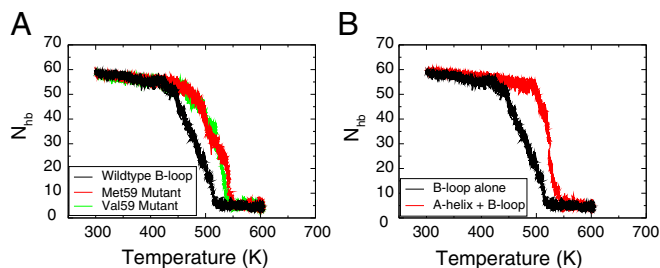 A
N_hb
70
60
50
40
30
20
10
0
Wildtype B-loop
Met59 Mutant
Val59 Mutant
300 400 500 600 700
Temperature (K)
B
N_hb
70
60
50
40
30
20
10
0
B-loop alone
A-helix + B-loop
300 400 500 600 700
Temperature (K)